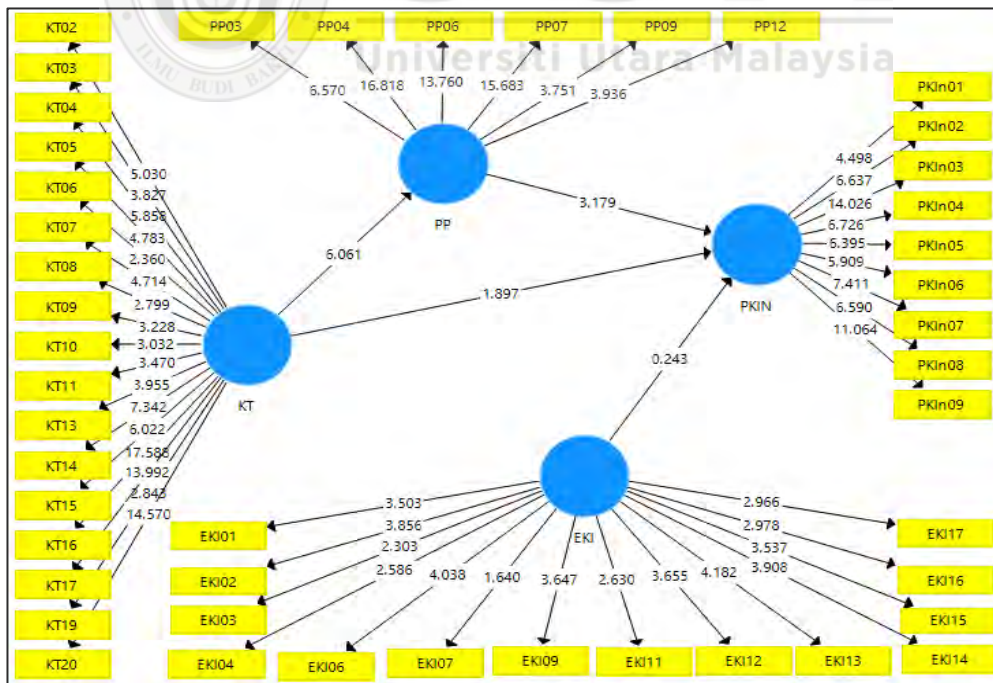 KT02
KT03
KT04
KT05
KT06
KT07
KT08
KT09
KT10
KT11
KT13
KT14
KT15
KT16
KT17
KT19
KT20
PP03
PP04
PP06
PP07
PP09
PP12
Universiti Utara Malaysia
ILMU BUDI BAKTI
6.570
16.818
13.760
15.683
3.751
3.936
PP
5.030
3.827
5.858
4.783
2.360
4.714
2.799
3.228
3.032
3.470
3.955
7.342
6.022
17.588
13.992
2.843
14.570
KT
6.061
3.179
1.897
0.243
PKIN
4.498
6.637
14.026
6.726
6.395
5.909
7.411
6.590
11.064
PKIn01
PKIn02
PKIn03
PKIn04
PKIn05
PKIn06
PKIn07
PKIn08
PKIn09
EKI
3.503
3.856
2.303
2.586
4.038
1.640
3.647
2.630
3.655
4.182
3.908
3.537
2.978
2.966
EKI01
EKI02
EKI03
EKI04
EKI06
EKI07
EKI09
EKI11
EKI12
EKI13
EKI14
EKI15
EKI16
EKI17